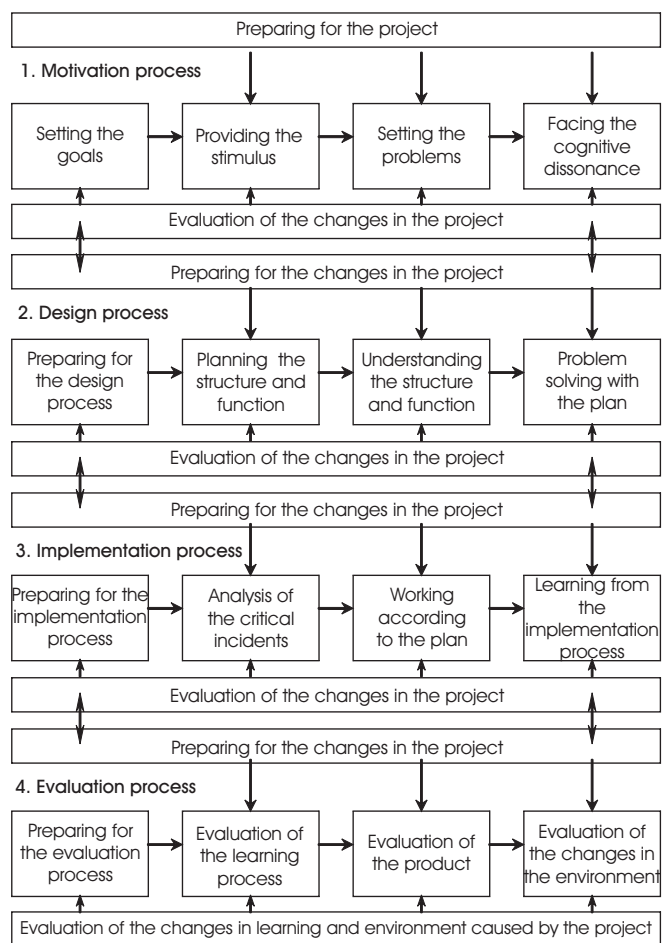 Preparing for the project
1. Motivation process
Setting the
goals
Providing the
stimulus
Setting the
problems
Facing the
cognitive
dissonance
Evaluation of the changes in the project
Preparing for the changes in the project
2. Design process
Preparing for
the design
process
Planning the
structure and
function
Understanding
the structure
and function
Problem
solving with
the plan
Evaluation of the changes in the project
Preparing for the changes in the project
3. Implementation process
Preparing for the
implementation
process
Analysis of
the critical
incidents
Working
according
to the plan
Learning from
the
implementation
process
Evaluation of the changes in the project
Preparing for the changes in the project
4. Evaluation process
Preparing for
the evaluation
process
Evaluation of
the learning
process
Evaluation of
the product
Evaluation of
the changes in
the environment
Evaluation of the changes in learning and environment caused by the project